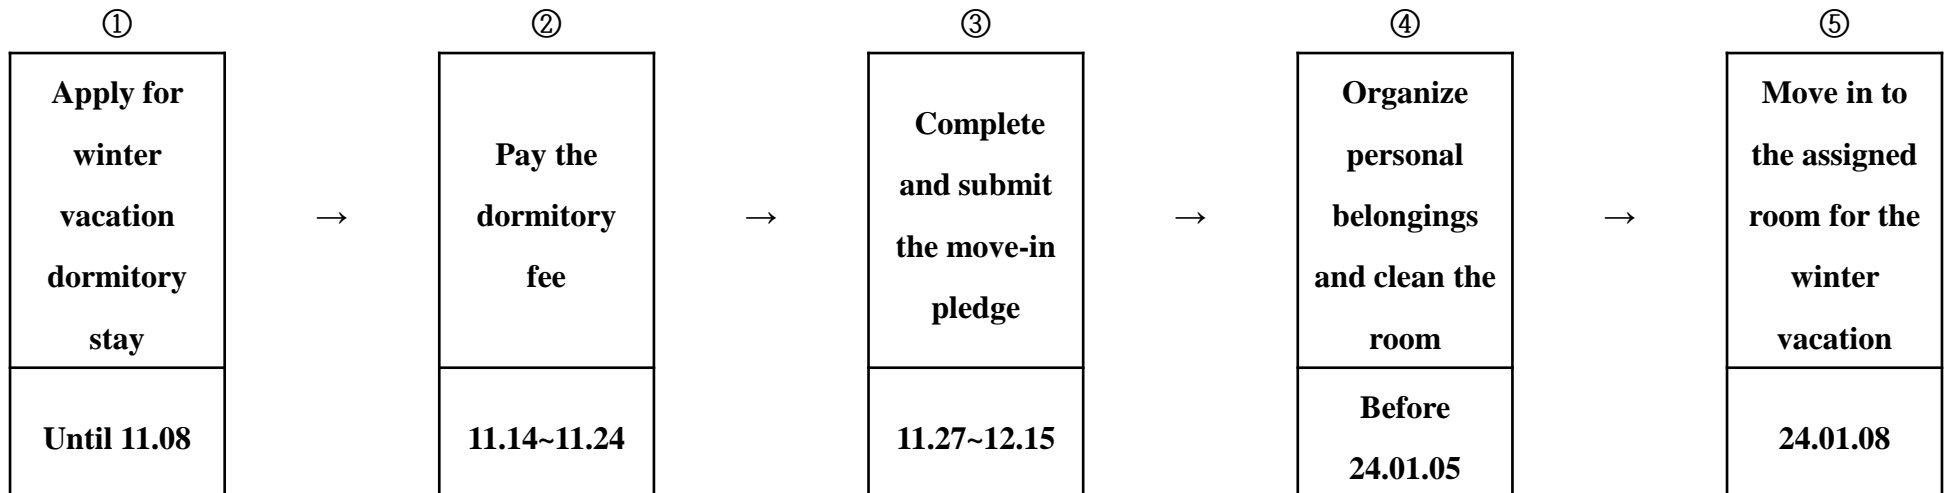 ①
Apply for
winter
vacation
dormitory
stay
Until 11.08
→
②
Pay the
dormitory
fee
11.14~11.24
→
③
Complete
and submit
the move-in
pledge
11.27~12.15
→
④
Organize
personal
belongings
and clean the
room
Before
24.01.05
→
⑤
Move in to
the assigned
room for the
winter
vacation
24.01.08